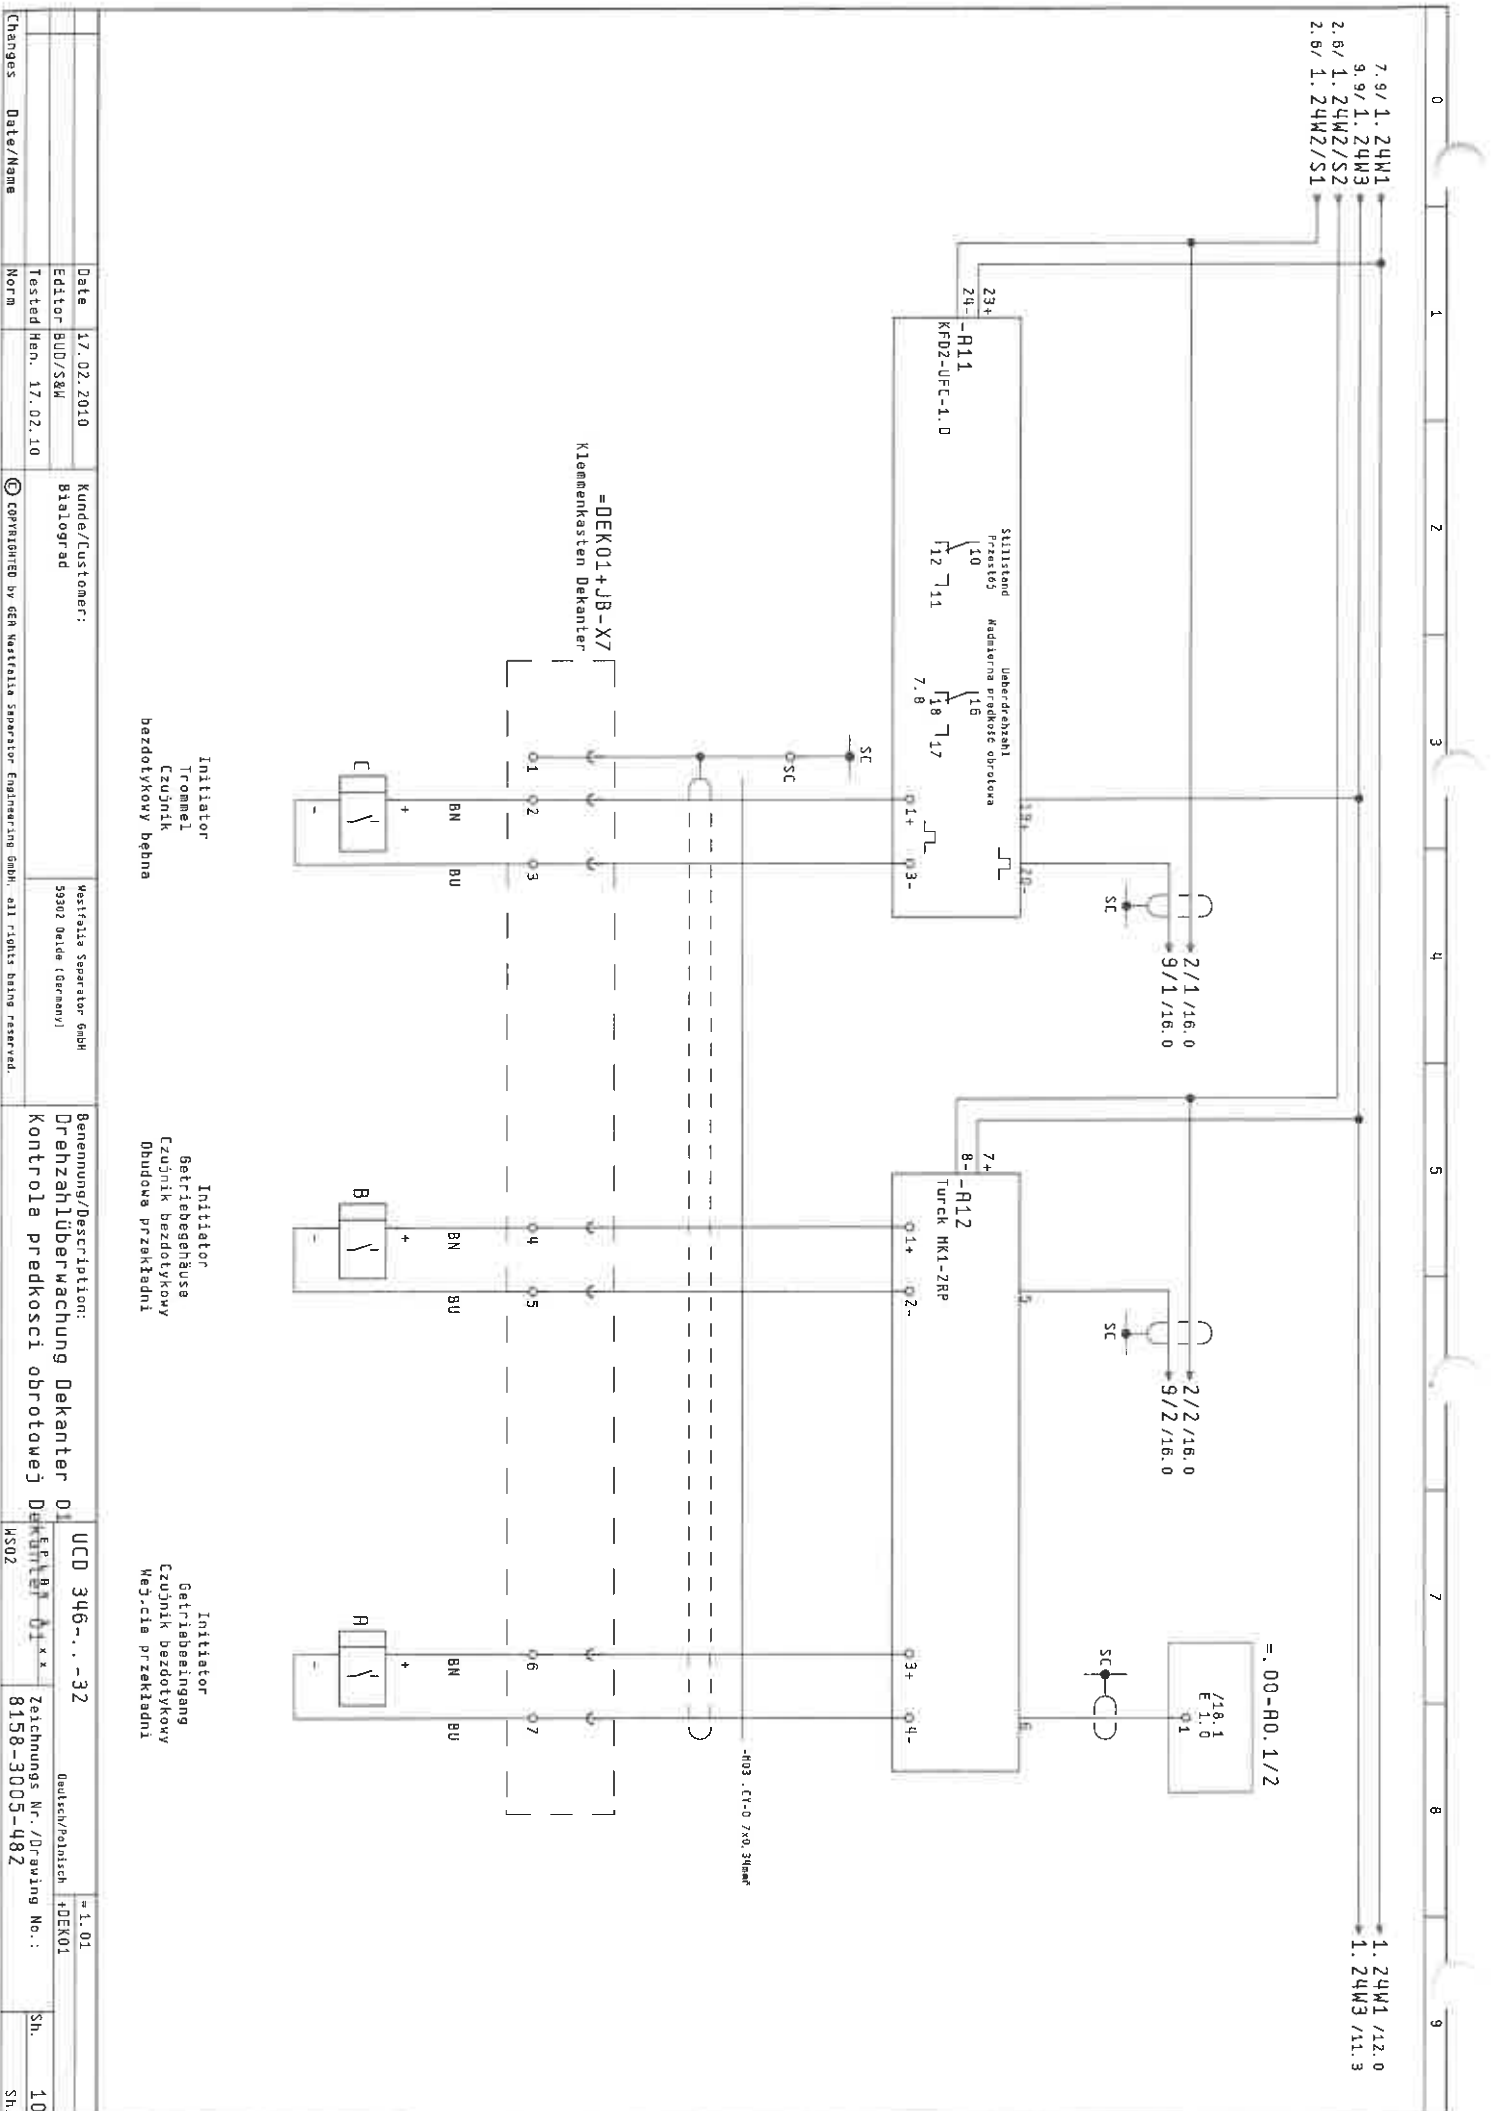 0 1 2 3 4 5 7 8 9
7.9/ 1. 24W1
9.9/ 1. 24W3
2.6/ 1. 24W2/S2
2.6/ 1. 24W2/S1
1. 24W1 /12.0
1. 24W3 /11.3
=. 00-A0. 1/2
/18.1
E 1.0
1
SC
2/1 /16.0
9/1 /16.0
SC
2/2 /16.0
9/2 /16.0
SC
23+
24-
-A11
KFD2-UFC-1.D
Stillstand
Przestój
10
12
11
Ueberdrehzahl
Nadmierna prędkość obrotowa
16
18
17
7.8
19+
20-
1+
3-
7+
8-
-A12
Turck MK1-2RP
5
6
1+
2-
3+
4-
SC
SC
-W03 .CY-O 7x0,34mm²
=DEK01+JB-X7
Klemmenkasten Dekanter
1 2 3 4 5 6 7
BN BU BN BU BN BU
C + -
B + -
A + -
Initiator
Trommel
Czujnik
bezdotykowy bębna
Initiator
Getriebegehäuse
Czujnik bezdotykowy
Obudowa przekładni
Initiator
Getriebeeingang
Czujnik bezdotykowy
Wej.cie przekładni
Changes Date/Name
Date 17.02.2010
Editor BUD/S&W
Tested Hen. 17.02.10
Norm
Kunde/Customer:
Bialograd
Westfalia Separator GmbH
59302 Oelde (Germany)
© COPYRIGHTED by GEA Westfalia Separator Engineering GmbH, all rights being reserved.
Benennung/Description:
Drehzahlüberwachung Dekanter 01
Kontrola predkosci obrotowej Dekanter 01
UCD 346-..-32
WS02
Deutsch/Polnisch
Zeichnungs Nr./Drawing No.:
8158-3005-482
=1.01
+DEK01
Sh. 10
Sh.